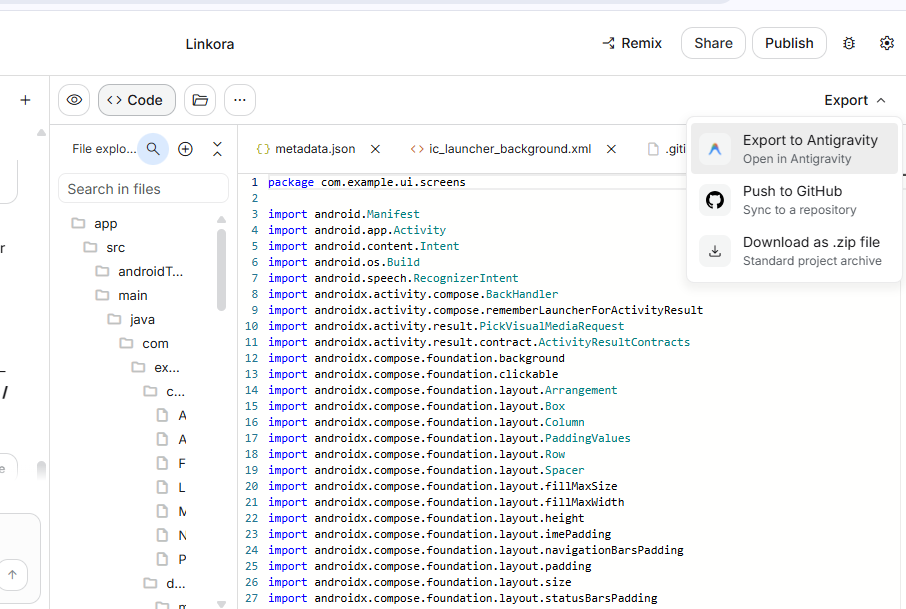 Linkora
Remix
Share
Publish
Code
Export
File explo...
Search in files
app
src
androidT...
main
java
com
ex...
c...
A
A
F
L
N
P
d...
metadata.json
ic_launcher_background.xml
.giti
Export to Antigravity
Open in Antigravity
Push to GitHub
Sync to a repository
Download as .zip file
Standard project archive
1 package com.example.ui.screens
2
3 import android.Manifest
4 import android.app.Activity
5 import android.content.Intent
6 import android.os.Build
7 import android.speech.RecognizerIntent
8 import androidx.activity.compose.BackHandler
9 import androidx.activity.compose.rememberLauncherForActivityResult
10 import androidx.activity.result.PickVisualMediaRequest
11 import androidx.activity.result.contract.ActivityResultContracts
12 import androidx.compose.foundation.background
13 import androidx.compose.foundation.clickable
14 import androidx.compose.foundation.layout.Arrangement
15 import androidx.compose.foundation.layout.Box
16 import androidx.compose.foundation.layout.Column
17 import androidx.compose.foundation.layout.PaddingValues
18 import androidx.compose.foundation.layout.Row
19 import androidx.compose.foundation.layout.Spacer
20 import androidx.compose.foundation.layout.fillMaxSize
21 import androidx.compose.foundation.layout.fillMaxWidth
22 import androidx.compose.foundation.layout.height
23 import androidx.compose.foundation.layout.imePadding
24 import androidx.compose.foundation.layout.navigationBarsPadding
25 import androidx.compose.foundation.layout.padding
26 import androidx.compose.foundation.layout.size
27 import androidx.compose.foundation.layout.statusBarsPadding